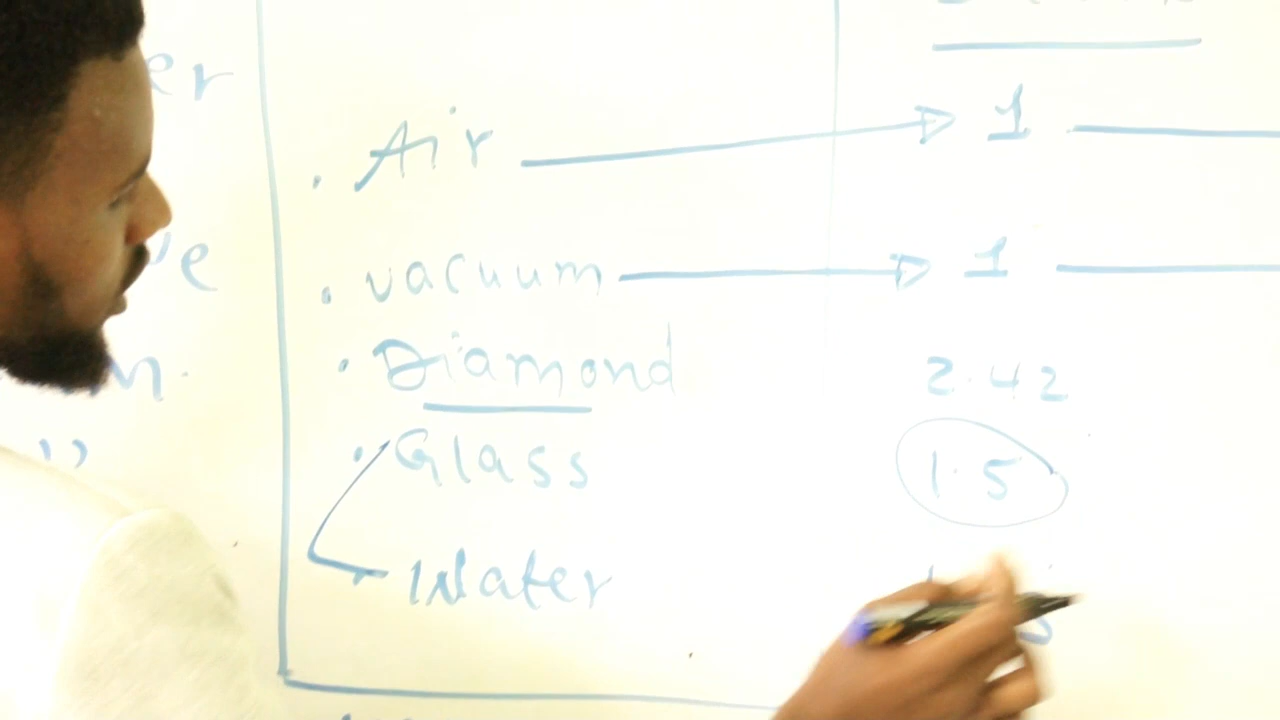 . Air → 1
. vacuum → 1
. Diamond 2.42
. Glass 1.5
Water